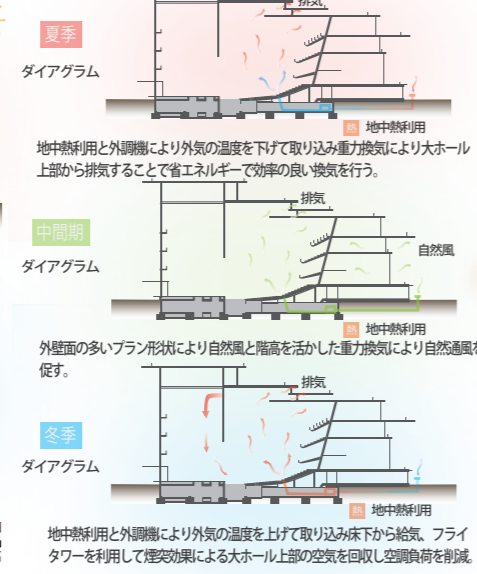 排気
夏季
ダイアグラム
熱 地中熱利用
地中熱利用と外調機により外気の温度を下げて取り込み重力換気により大ホール
上部から排気することで省エネルギーで効率の良い換気を行う。
排気
中間期
自然風
ダイアグラム
熱 地中熱利用
外壁面の多いプラン形状により自然風と階高を活かした重力換気により自然通風を
促す。
排気
冬季
ダイアグラム
熱 地中熱利用
地中熱利用と外調機により外気の温度を上げて取り込み床下から給気、フライ
タワーを利用して煙突効果による大ホール上部の空気を回収し空調負荷を削減。